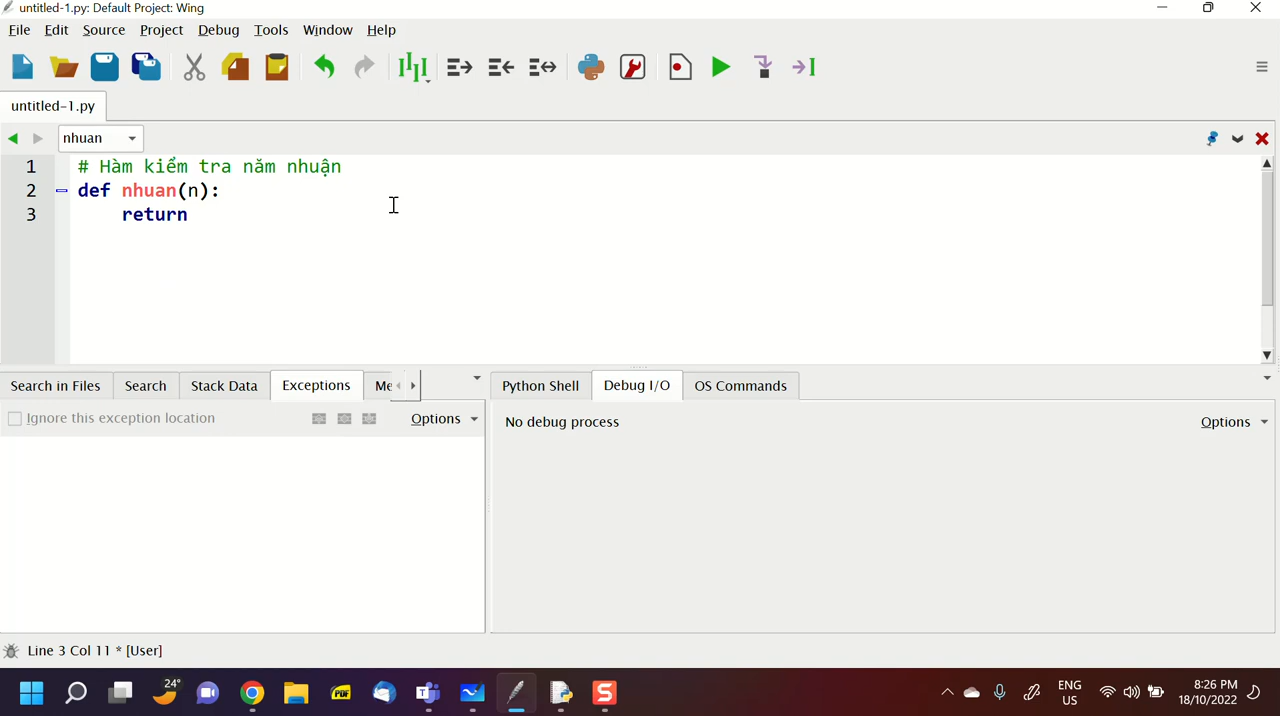 untitled-1.py: Default Project: Wing
File Edit Source Project Debug Tools Window Help
untitled-1.py
nhuan
1 # Hàm kiểm tra năm nhuận
2 def nhuan(n):
3 return
Search in Files Search Stack Data Exceptions Me
Python Shell Debug I/O OS Commands
Ignore this exception location Options
No debug process Options
Line 3 Col 11 * [User]
24°
PDF
S
ENG
US
8:26 PM
18/10/2022